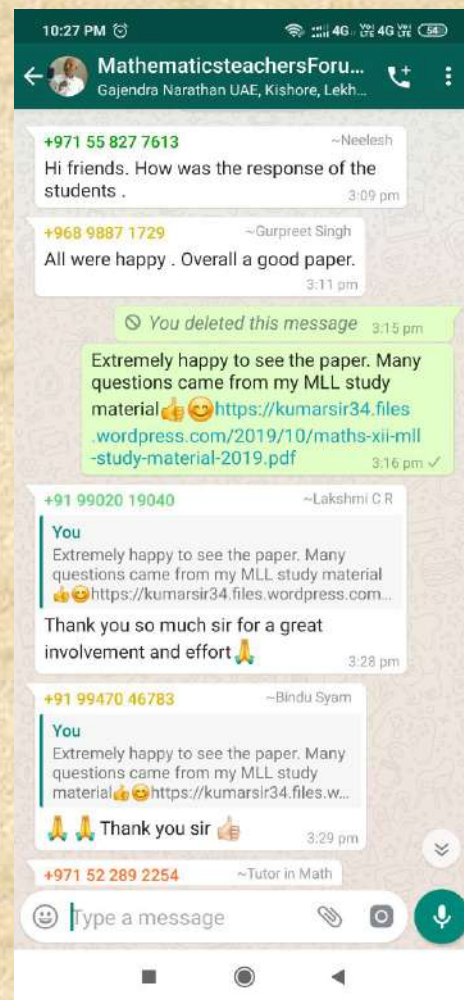 10:27 PM 4G 4G 54
MathematicsteachersForu...
Gajendra Narathan UAE, Kishore, Lekh...
+971 55 827 7613 ~Neelesh
Hi friends. How was the response of the
students .
3:09 pm
+968 9887 1729 ~Gurpreet Singh
All were happy . Overall a good paper.
3:11 pm
You deleted this message 3:15 pm
Extremely happy to see the paper. Many
questions came from my MLL study
material👍😊https://kumarsir34.files
.wordpress.com/2019/10/maths-xii-mll
-study-material-2019.pdf
3:16 pm
+91 99020 19040 ~Lakshmi C R
You
Extremely happy to see the paper. Many
questions came from my MLL study material
👍😊https://kumarsir34.files.wordpress.com...
Thank you so much sir for a great
involvement and effort🙏
3:28 pm
+91 99470 46783 ~Bindu Syam
You
Extremely happy to see the paper. Many
questions came from my MLL study
material👍😊https://kumarsir34.files.w...
🙏🙏Thank you sir👍
3:29 pm
+971 52 289 2254 ~Tutor in Math
Type a message